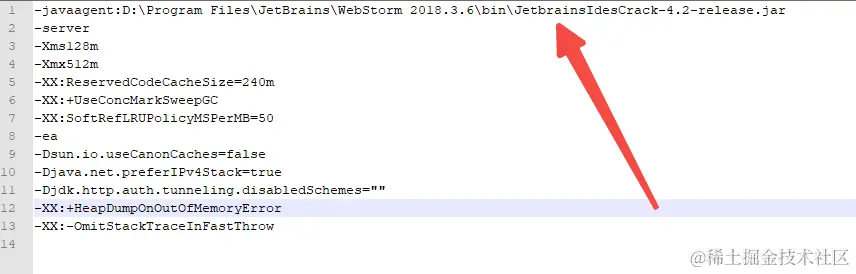 1 -javaagent:D:\Program Files\JetBrains\WebStorm 2018.3.6\bin\JetbrainsIdesCrack-4.2-release.jar
2 -server
3 -Xms128m
4 -Xmx512m
5 -XX:ReservedCodeCacheSize=240m
6 -XX:+UseConcMarkSweepGC
7 -XX:SoftRefLRUPolicyMSPerMB=50
8 -ea
9 -Dsun.io.useCanonCaches=false
10 -Djava.net.preferIPv4Stack=true
11 -Djdk.http.auth.tunneling.disabledSchemes=""
12 -XX:+HeapDumpOnOutOfMemoryError
13 -XX:-OmitStackTraceInFastThrow
14
@稀土掘金技术社区